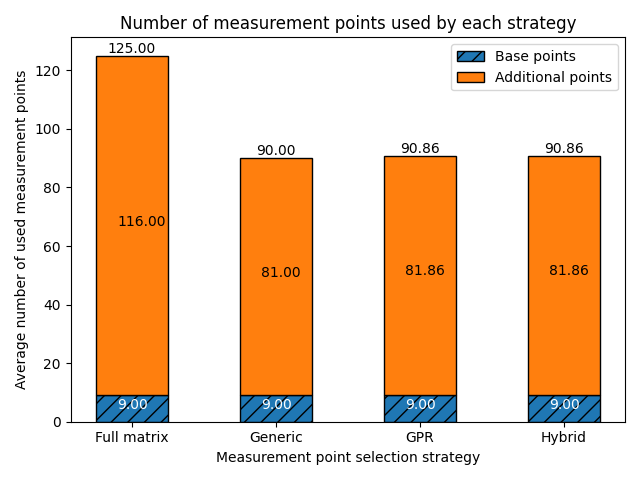 Number of measurement points used by each strategy
Base points
Additional points
Average number of used measurement points
120
100
80
60
40
20
0
125.00
90.00
90.86
90.86
116.00
81.00
81.86
81.86
9.00
9.00
9.00
9.00
Full matrix
Generic
GPR
Hybrid
Measurement point selection strategy